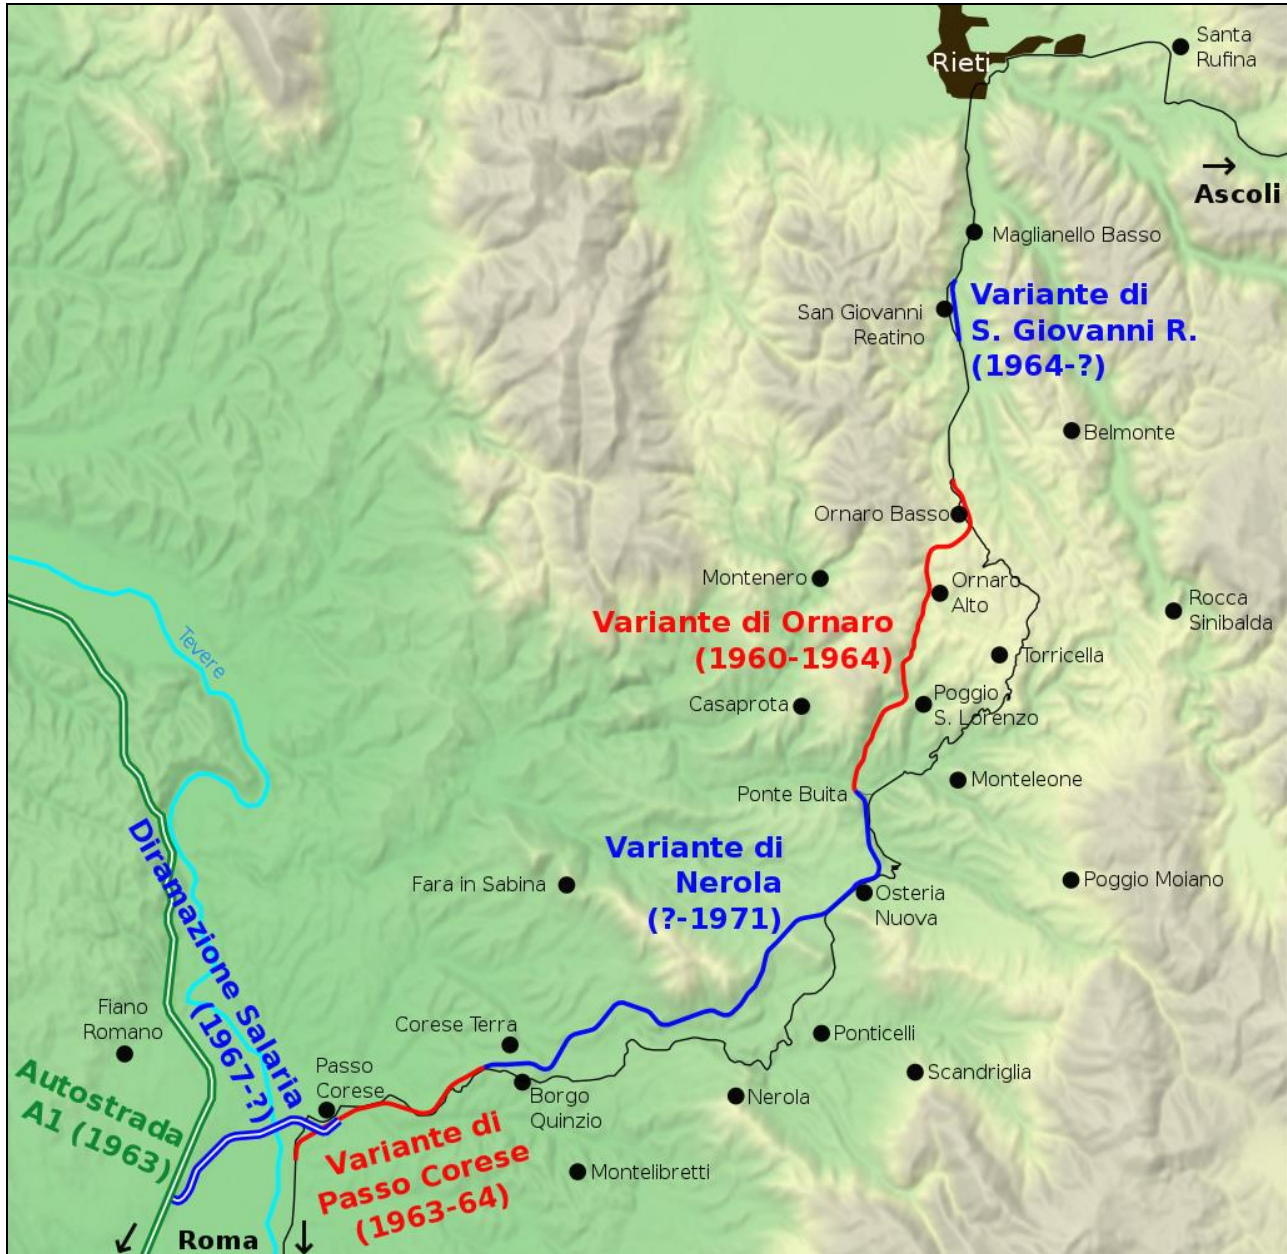 Santa
Rufina
Rieti
Ascoli
Maglianello Basso
Variante di
S. Giovanni R.
(1964-?)
San Giovanni
Reatino
Belmonte
Ornaro Basso
Montenero
Ornaro
Alto
Rocca
Sinibalda
Variante di Ornaro
(1960-1964)
Tevere
Torricella
Casaprota
Poggio
S. Lorenzo
Monteleone
Ponte Buita
Variante di
Nerola
(?-1971)
Fara in Sabina
Osteria
Nuova
Poggio Moiano
Diramazione Salaria
(1967-?)
Fiano
Romano
Corese Terra
Ponticelli
Scandriglia
Passo
Corese
Autostrada
A1 (1963)
Borgo
Quinzio
Nerola
Variante di
Passo Corese
(1963-64)
Montelibretti
Roma